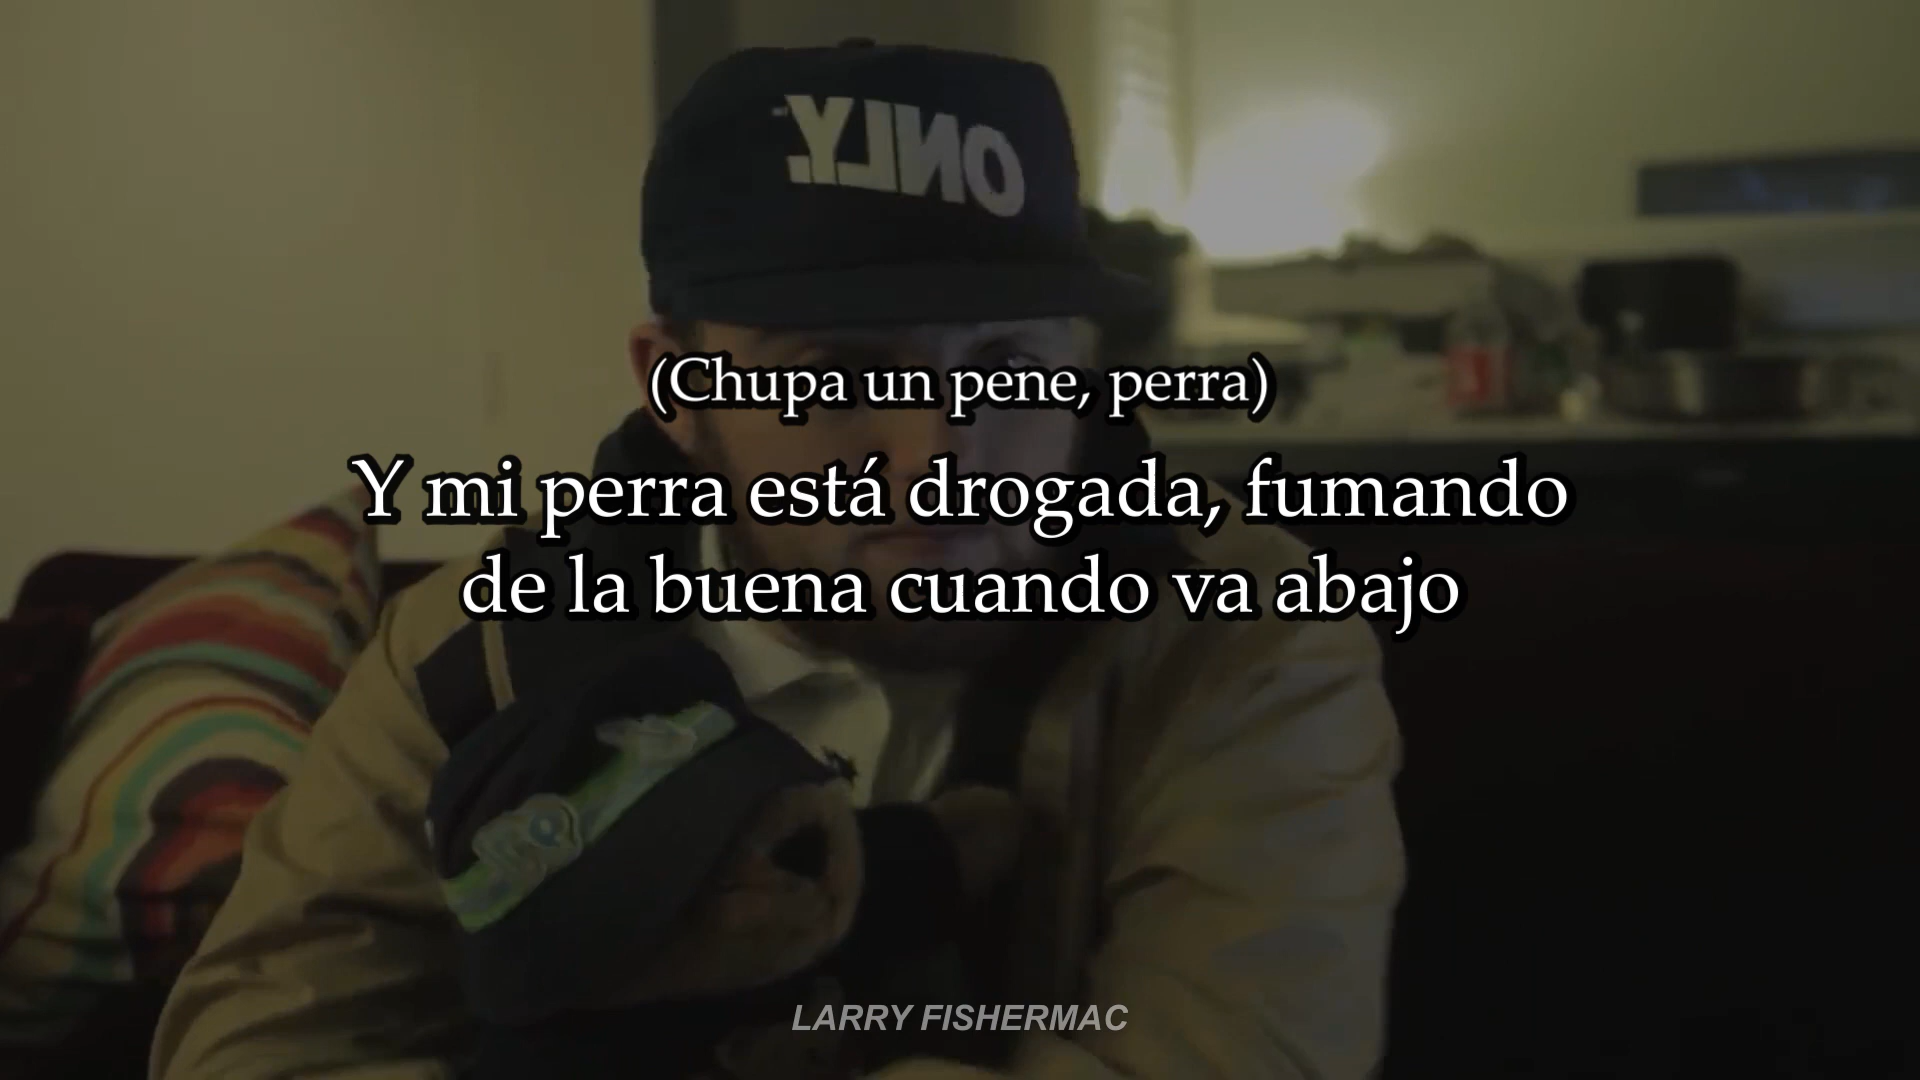 ONLY.
(Chupa un pene, perra)
Y mi perra está drogada, fumando
de la buena cuando va abajo
LARRY FISHERMAC